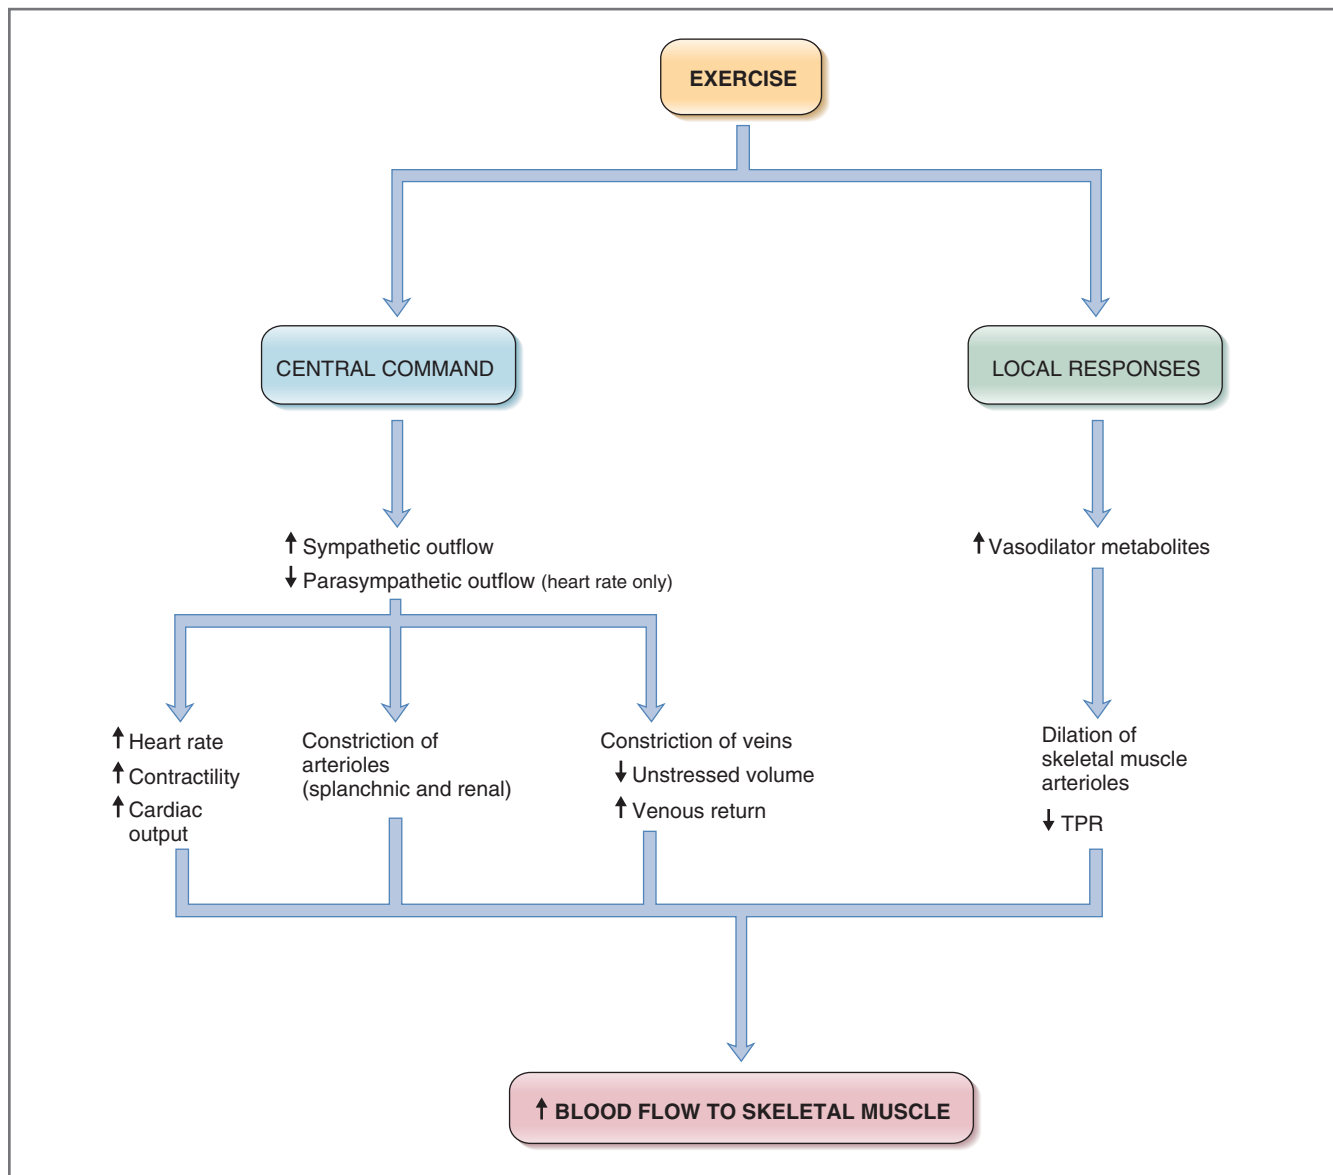 EXERCISE
CENTRAL COMMAND
LOCAL RESPONSES
↑ Sympathetic outflow
↓ Parasympathetic outflow (heart rate only)
↑ Vasodilator metabolites
↑ Heart rate
↑ Contractility
↑ Cardiac
output
Constriction of
arterioles
(splanchnic and renal)
Constriction of veins
↓ Unstressed volume
↑ Venous return
Dilation of
skeletal muscle
arterioles
↓ TPR
↑ BLOOD FLOW TO SKELETAL MUSCLE